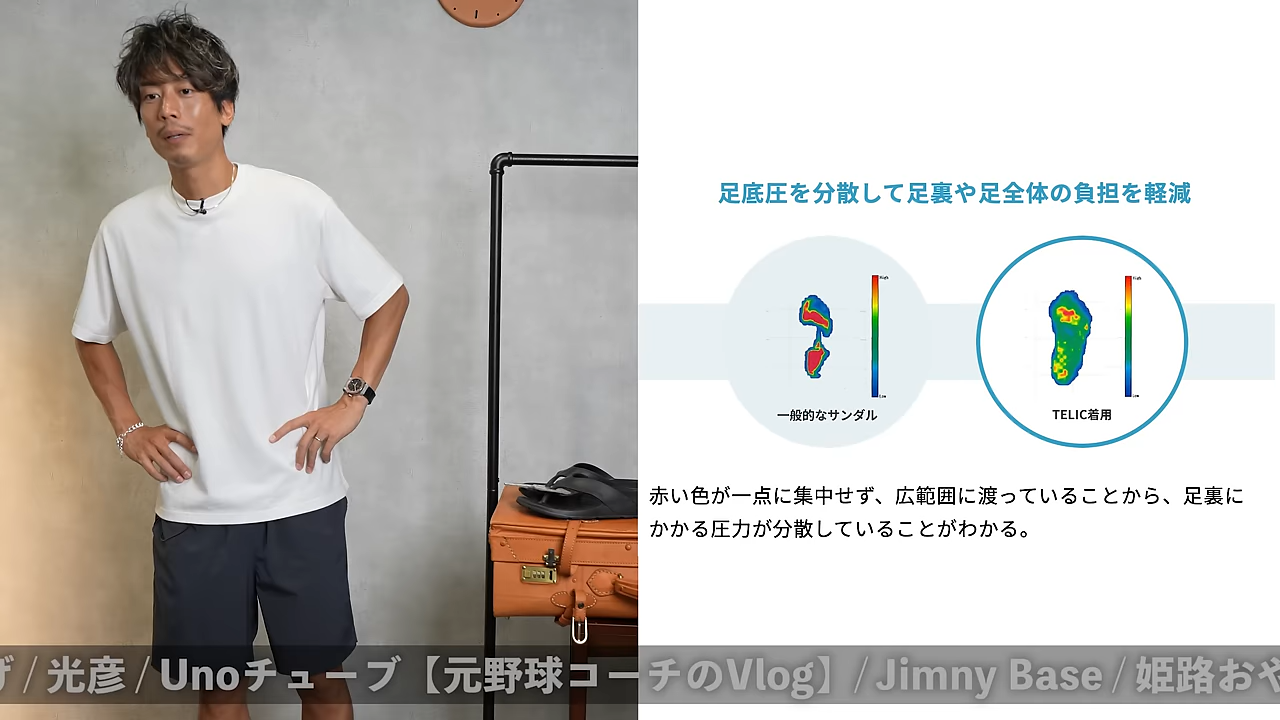 足底圧を分散して足裏や足全体の負担を軽減
High
Low
一般的なサンダル
High
Low
TELIC着用
赤い色が一点に集中せず、広範囲に渡っていることから、足裏に
かかる圧力が分散していることがわかる。
/ 光彦 / Unoチューブ【元野球コーチのVlog】 / Jimny Base / 姫路おや